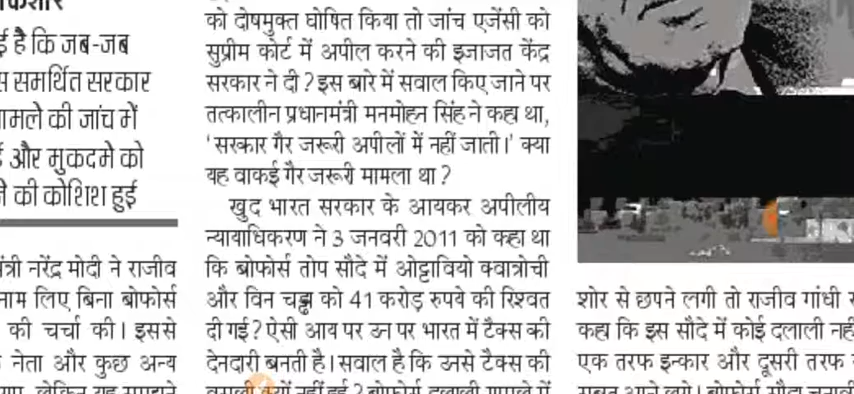 है कि जब-जब
समर्थित सरकार
मामले की जांच में
और मुकदमे को
की कोशिश हुई
मंत्री नरेंद्र मोदी ने राजीव
नाम लिए बिना बोफोर्स
की चर्चा की। इससे
नेता और कुछ अन्य
को दोषमुक्त घोषित किया तो जांच एजेंसी को
सुप्रीम कोर्ट में अपील करने की इजाजत केंद्र
सरकार ने दी? इस बारे में सवाल किए जाने पर
तत्कालीन प्रधानमंत्री मनमोहन सिंह ने कहा था,
'सरकार गैर जरूरी अपीलों में नहीं जाती।' क्या
यह वाकई गैर जरूरी मामला था?
खुद भारत सरकार के आयकर अपीलीय
न्यायाधिकरण ने 3 जनवरी 2011 को कहा था
कि बोफोर्स तोप सौदे में ओट्टावियो क्वात्रोची
और विन चड्ढा को 41 करोड़ रुपये की रिश्वत
दी गई? ऐसी आय पर उन पर भारत में टैक्स की
देनदारी बनती है। सवाल है कि उनसे टैक्स की
शोर से छपने लगी तो राजीव गांधी
कहा कि इस सौदे में कोई दलाली
एक तरफ इन्कार और दूसरी तरफ